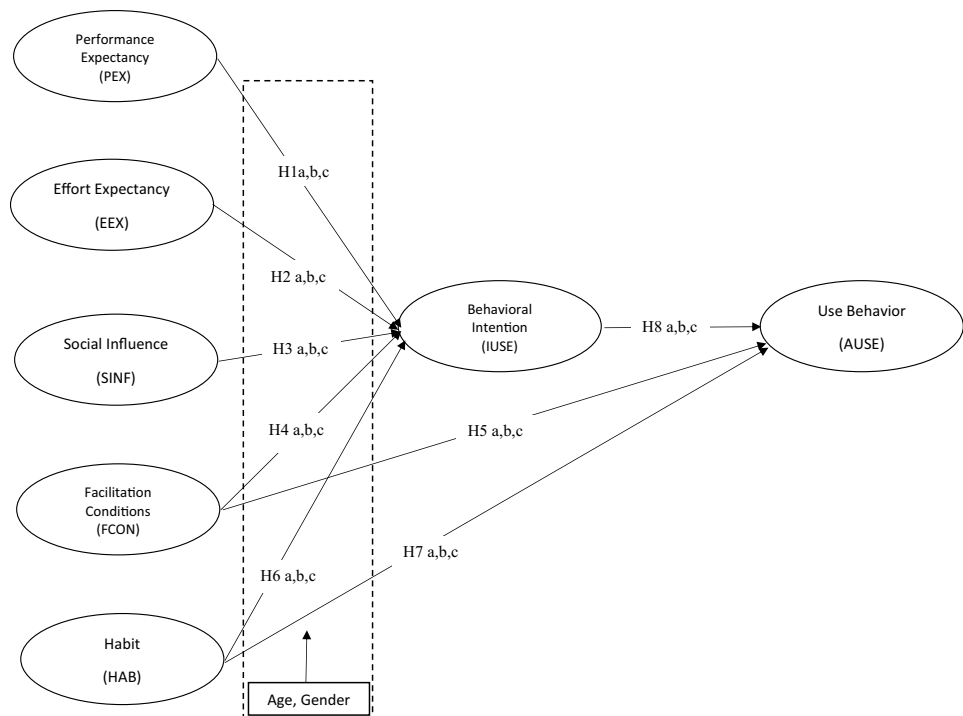 Performance
Expectancy
(PEX)
H1a,b,c
Effort Expectancy
(EEX)
H2 a,b,c
Behavioral
Intention
(IUSE)
Use Behavior
(AUSE)
H8 a,b,c
Social Influence
(SINF)
H3 a,b,c
H4 a,b,c
H5 a,b,c
Facilitation
Conditions
(FCON)
H7 a,b,c
H6 a,b,c
Habit
(HAB)
Age, Gender